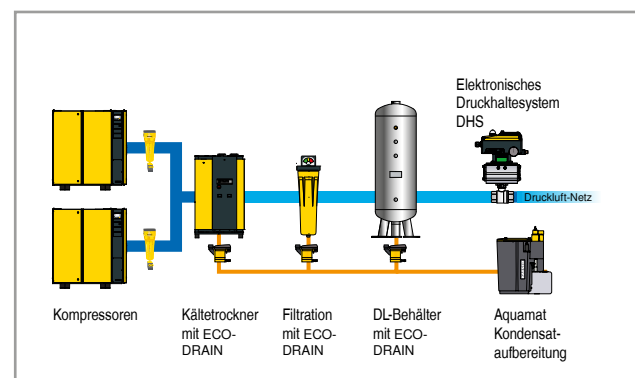 Elektronisches
Druckhaltesystem
DHS
Druckluft-Netz
Kompressoren
Kältetrockner
mit ECO-
DRAIN
Filtration
mit ECO-
DRAIN
DL-Behälter
mit ECO-
DRAIN
Aquamat
Kondensat-
aufbereitung